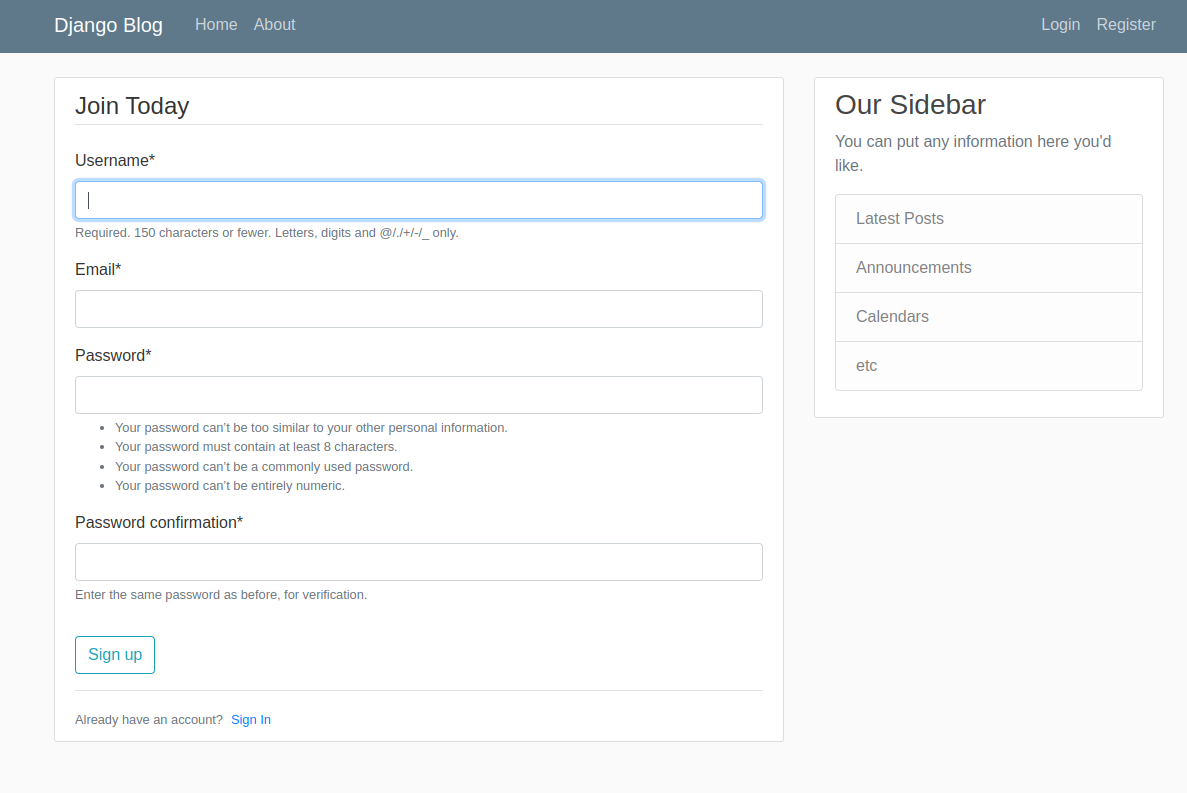 Django Blog Home About Login Register
Join Today
Username*
Required. 150 characters or fewer. Letters, digits and @/./+/-/_ only.
Email*
Password*
Your password can’t be too similar to your other personal information.
Your password must contain at least 8 characters.
Your password can’t be a commonly used password.
Your password can’t be entirely numeric.
Password confirmation*
Enter the same password as before, for verification.
Sign up
Already have an account? Sign In
Our Sidebar
You can put any information here you'd
like.
Latest Posts
Announcements
Calendars
etc